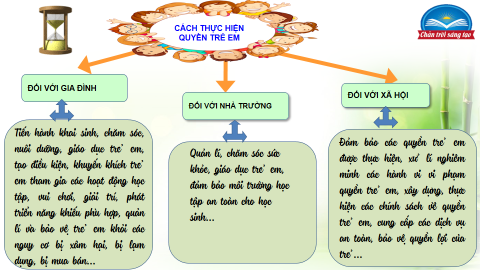 CÁCH THỰC HIỆN
QUYỀN TRẺ EM
Chân trời sáng tạo
ĐỐI VỚI GIA ĐÌNH
Tiến hành khai sinh, chăm sóc,
nuôi dưỡng, giáo dục trẻ em,
tạo điều kiện, khuyến khích trẻ
em tham gia các hoạt động học
tập, vui chơi, giải trí, phát
triển năng khiếu phù hợp, quản
lí và bảo vệ trẻ em khỏi các
nguy cơ bị xâm hại, bị lạm
dụng, bị mua bán...
ĐỐI VỚI NHÀ TRƯỜNG
Quản lí, chăm sóc sức
khỏe, giáo dục trẻ em,
đảm bảo môi trường học
tập an toàn cho học
sinh...
ĐỐI VỚI XÃ HỘI
Đảm bảo các quyền trẻ em
được thực hiện, xử lí nghiêm
minh các hành vi vi phạm
quyền trẻ em, xây dựng, thực
hiện các chính sách về quyền
trẻ em, cung cấp các dịch vụ
an toàn, bảo vệ quyền lợi của
trẻ...